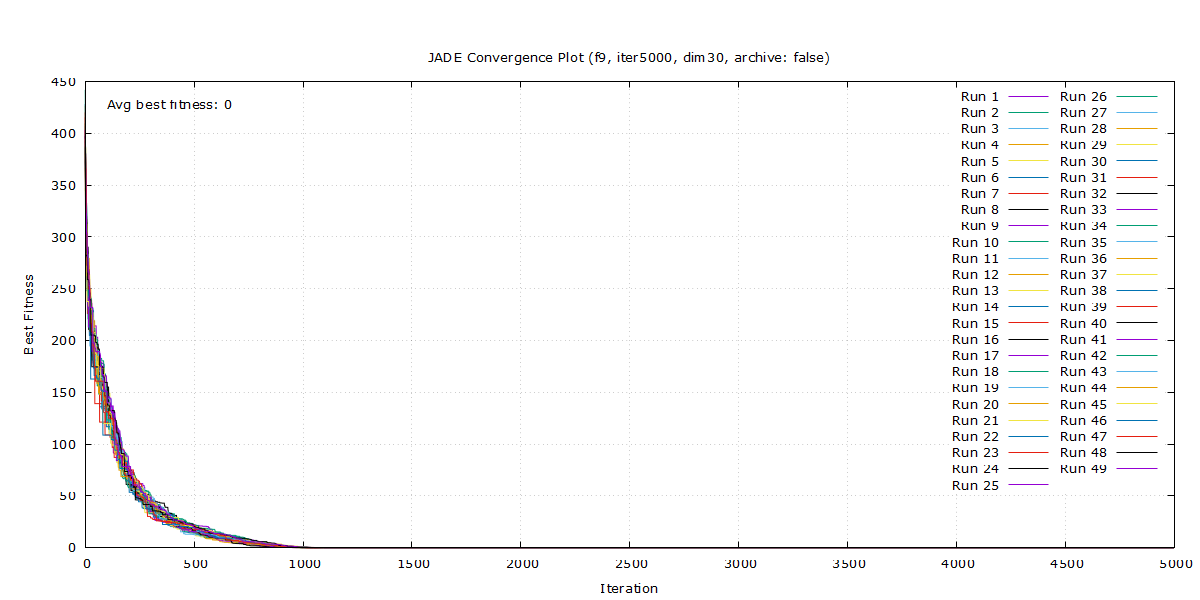 JADE Convergence Plot (f9, iter5000, dim30, archive: false)
Avg best fitness: 0
450
400
350
300
250
200
150
100
50
0
Best Fitness
Run 1
Run 2
Run 3
Run 4
Run 5
Run 6
Run 7
Run 8
Run 9
Run 10
Run 11
Run 12
Run 13
Run 14
Run 15
Run 16
Run 17
Run 18
Run 19
Run 20
Run 21
Run 22
Run 23
Run 24
Run 25
Run 26
Run 27
Run 28
Run 29
Run 30
Run 31
Run 32
Run 33
Run 34
Run 35
Run 36
Run 37
Run 38
Run 39
Run 40
Run 41
Run 42
Run 43
Run 44
Run 45
Run 46
Run 47
Run 48
Run 49
0 500 1000 1500 2000 2500 3000 3500 4000 4500 5000
Iteration